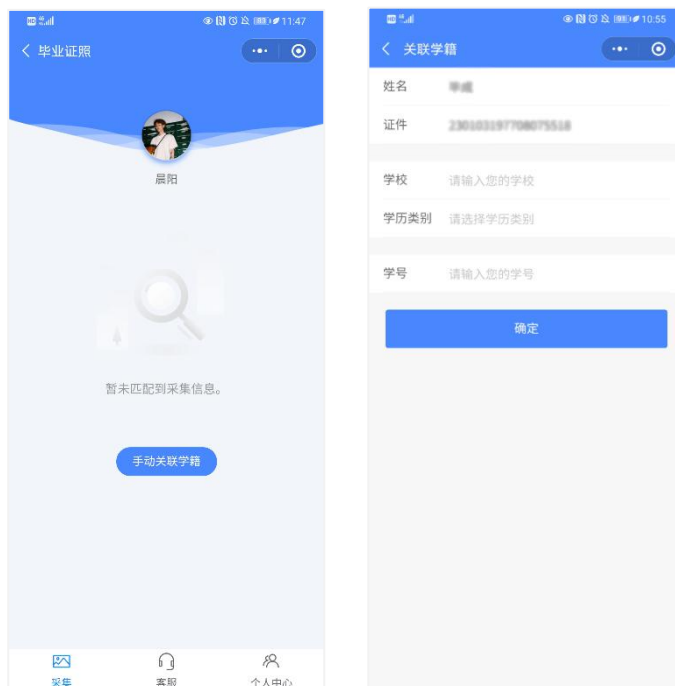 11:47
毕业证照
晨阳
暂未匹配到采集信息。
手动关联学籍
采集
客服
个人中心
10:55
关联学籍
姓名
证件
学校 请输入您的学校
学历类别 请选择学历类别
学号 请输入您的学号
确定